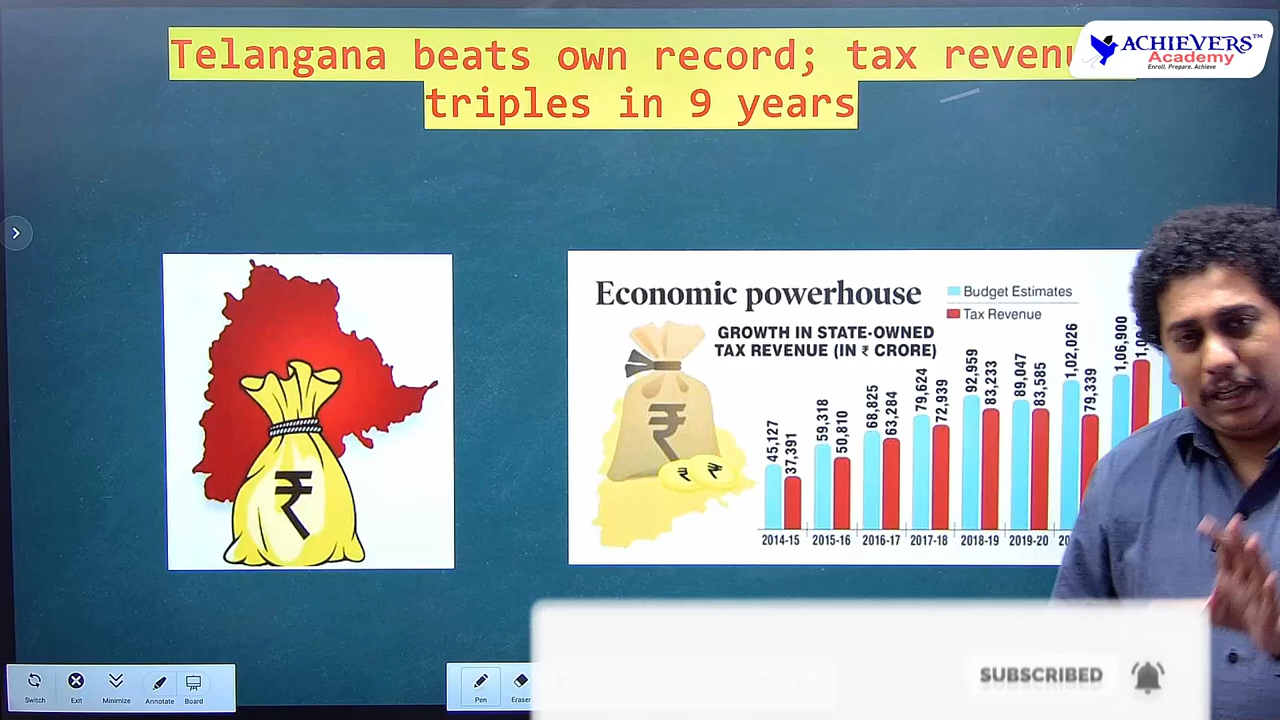 Telangana beats own record; tax
triples in 9 years
ACHIEVERS™
Academy
Enroll. Prepare. Achieve
₹
Economic powerhouse
Budget Estimates
Tax Revenue
GROWTH IN STATE-OWNED
TAX REVENUE (IN ₹ CRORE)
₹
₹ ₹
45,127 37,391 59,318 50,810 68,825 63,284 79,624 72,939 92,959 83,233 89,047 83,585 1,02,026 79,339 1,06,900
2014-15 2015-16 2016-17 2017-18 2018-19 2019-20
Switch Exit Minimize Annotate Board
Pen Eraser
SUBSCRIBED